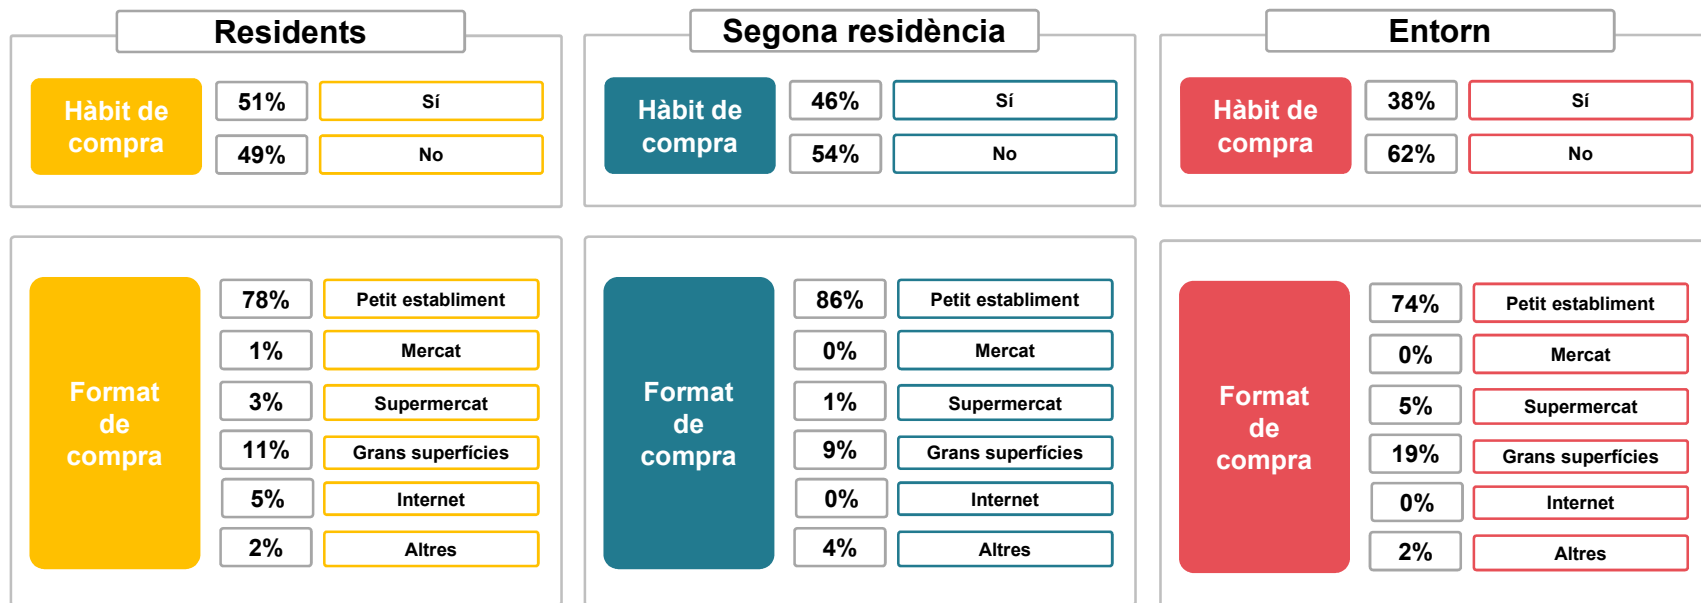 Residents
Hàbit de
compra
51%
Sí
49%
No
Format
de
compra
78%
Petit establiment
1%
Mercat
3%
Supermercat
11%
Grans superfícies
5%
Internet
2%
Altres
Segona residència
Hàbit de
compra
46%
Sí
54%
No
Format
de
compra
86%
Petit establiment
0%
Mercat
1%
Supermercat
9%
Grans superfícies
0%
Internet
4%
Altres
Entorn
Hàbit de
compra
38%
Sí
62%
No
Format
de
compra
74%
Petit establiment
0%
Mercat
5%
Supermercat
19%
Grans superfícies
0%
Internet
2%
Altres